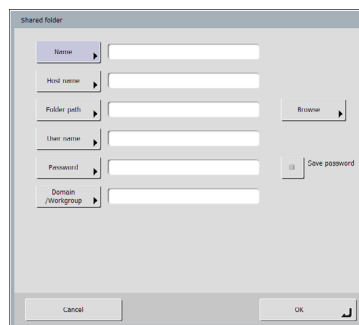 Shared folder
Name
Host name
Folder path
Browse
User name
Password
Save password
Domain
/Workgroup
Cancel
OK